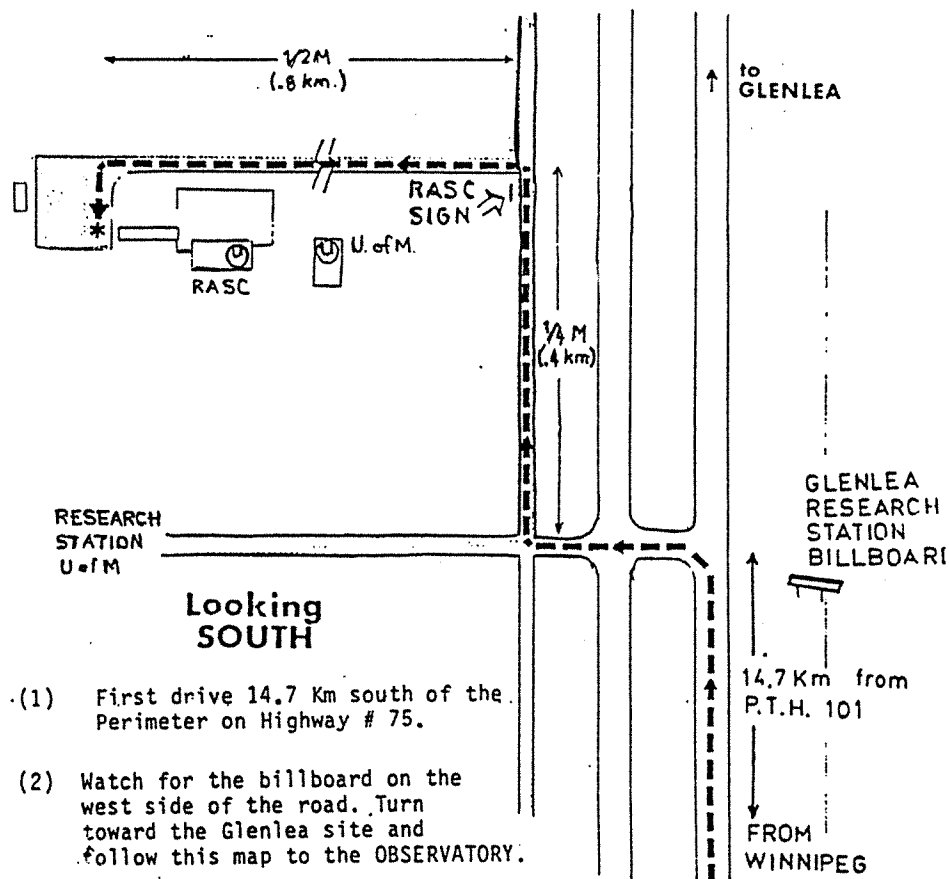 1/2 M
(.8 km.)
to
GLENLEA
RASC
SIGN
U. of M.
RASC
1/4 M
(.4 km)
GLENLEA
RESEARCH
STATION
BILLBOARD
RESEARCH
STATION
U of M
Looking
SOUTH
14.7 Km from
P.T.H. 101
(1) First drive 14.7 Km south of the
Perimeter on Highway # 75.
(2) Watch for the billboard on the
west side of the road. Turn
toward the Glenlea site and
follow this map to the OBSERVATORY.
FROM
WINNIPEG